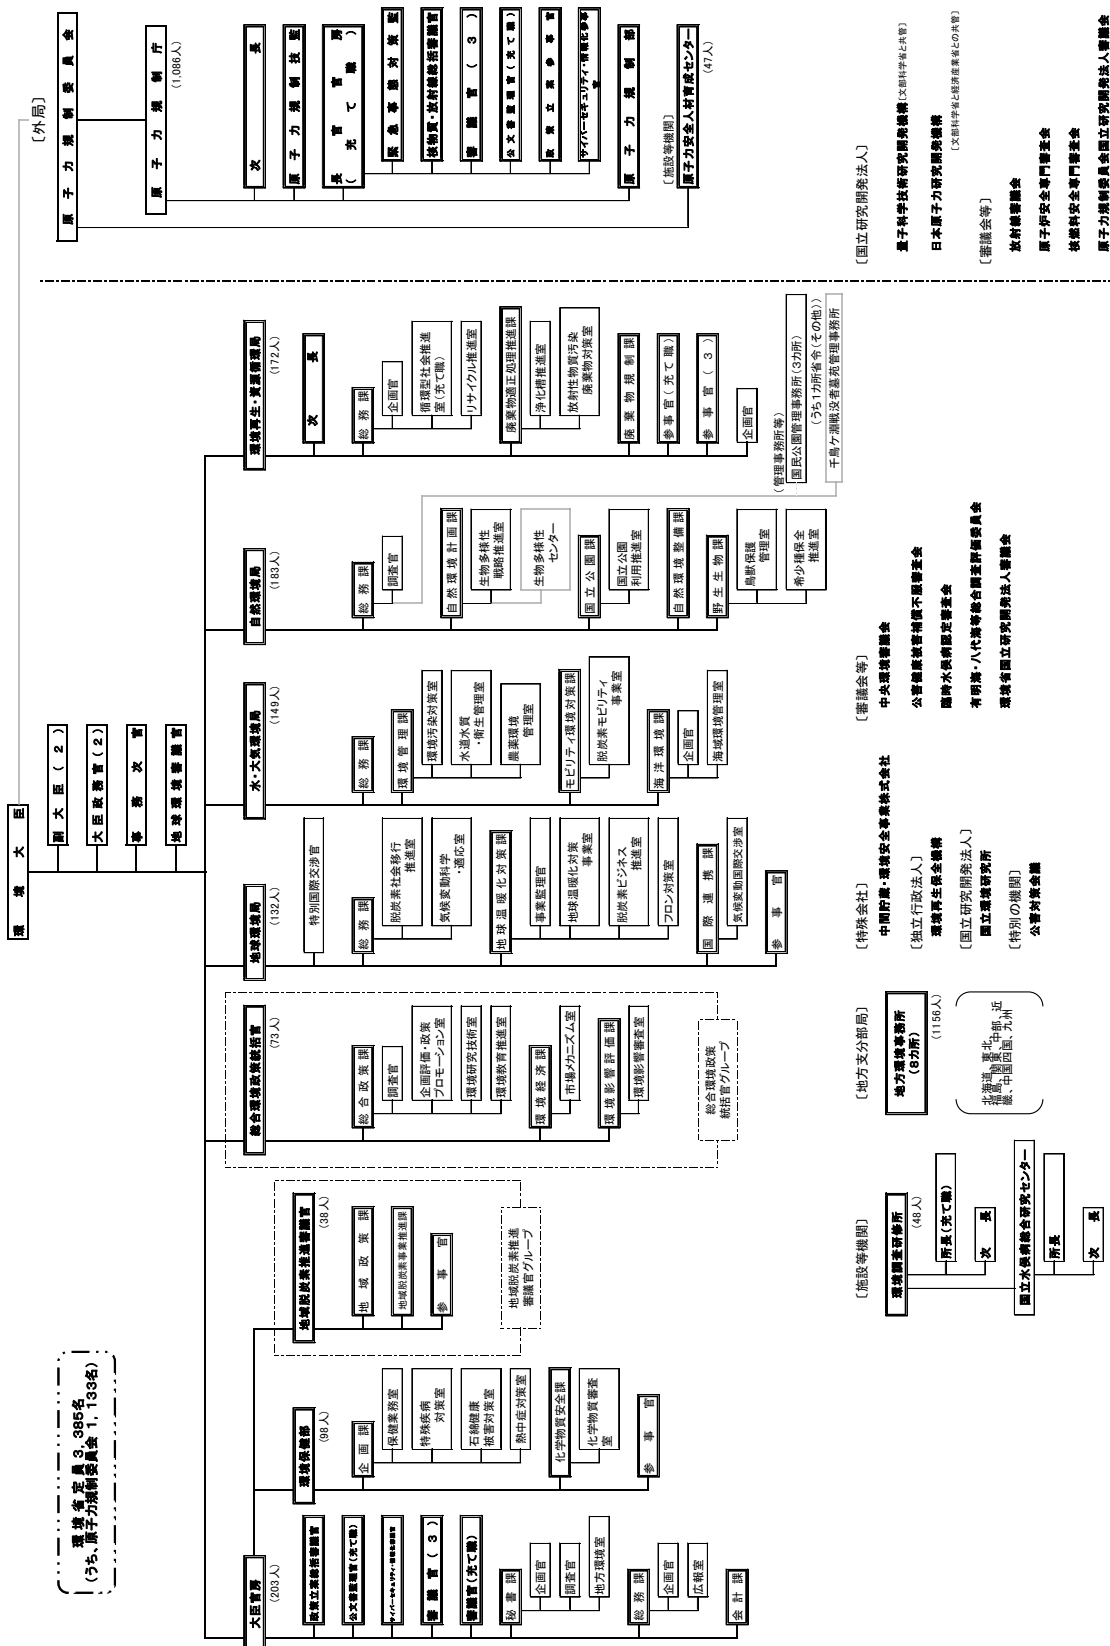 環境省定員3,385名
(うち、原子力規制委員会1,133名)
環境大臣
副大臣(2)
大臣政務官(2)
事務次官
地球環境審議官
大臣官房
(203人)
政策立案総括審議官
公文書監理官(充て職)
サイバーセキュリティ・情報化審議官
審議官(3)
審議官(充て職)
秘書課
企画官
調査官
地方環境室
総務課
企画官
広報室
会計課
環境保健部
(98人)
企画課
保健業務室
特殊疾病
対策室
石綿健康
被害対策室
熱中症対策室
化学物質安全課
化学物質審査
室
参事官
地域脱炭素推進審議官
(38人)
地域政策課
地域脱炭素事業推進課
参事官
地域脱炭素推進
審議官グループ
総合環境政策統括官
(73人)
総合政策課
調査官
企画評価・政策
プロモーション室
環境研究技術室
環境教育推進室
環境経済課
市場メカニズム室
環境影響評価課
環境影響審査室
総合環境政策
統括官グループ
地球環境局
(132人)
特別国際交渉官
総務課
脱炭素社会移行
推進室
気候変動科学
・適応室
地球温暖化対策課
事業監理官
地球温暖化対策
事業室
脱炭素ビジネス
推進室
フロン対策室
国際連携課
気候変動国際交渉室
参事官
水・大気環境局
(149人)
総務課
環境管理課
環境汚染対策室
水道水質
・衛生管理室
農薬環境
管理室
モビリティ環境対策課
脱炭素モビリティ
事業室
海洋環境課
企画官
海域環境管理室
自然環境局
(183人)
総務課
調査官
自然環境計画課
生物多様性
戦略推進室
生物多様性
センター
国立公園課
国立公園
利用推進室
自然環境整備課
野生生物課
鳥獣保護
管理室
希少種保全
推進室
(管理事務所等)
国民公園管理事務所(3カ所)
(うち1カ所省令(その他))
千鳥ケ淵戦没者墓苑管理事務所
環境再生・資源循環局
(172人)
次長
総務課
企画官
循環型社会推進
室(充て職)
リサイクル推進室
廃棄物適正処理推進課
浄化槽推進室
放射性物質汚染
廃棄物対策室
廃棄物規制課
参事官(充て職)
参事官(3)
企画官
〔外局〕
原子力規制委員会
原子力規制庁
(1,086人)
次長
原子力規制技監
長官官房
(充て職)
緊急事態対策監
核物質・放射線総括審議官
審議官(3)
公文書監理官(充て職)
政策立案参事官
サイバーセキュリティ・情報化参事
官
原子力規制部
〔施設等機関〕
原子力安全人材育成センター
(47人)
〔施設等機関〕
環境調査研修所
(48人)
所長(充て職)
次長
国立水俣病総合研究センター
所長
次長
〔地方支分部局〕
地方環境事務所
(8カ所)
(1156人)
北海道、東北、
福島、関東、中部、近
畿、中国四国、九州
〔特殊会社〕
中間貯蔵・環境安全事業株式会社
〔独立行政法人〕
環境再生保全機構
〔国立研究開発法人〕
国立環境研究所
〔特別の機関〕
公害対策会議
〔審議会等〕
中央環境審議会
公害健康被害補償不服審査会
臨時水俣病認定審査会
有明海・八代海等総合調査評価委員会
環境省国立研究開発法人審議会
〔国立研究開発法人〕
量子科学技術研究開発機構〔文部科学省と共管〕
日本原子力研究開発機構
〔文部科学省と経済産業省との共管〕
〔審議会等〕
放射線審議会
原子炉安全専門審査会
核燃料安全専門審査会
原子力規制委員会国立研究開発法人審議会